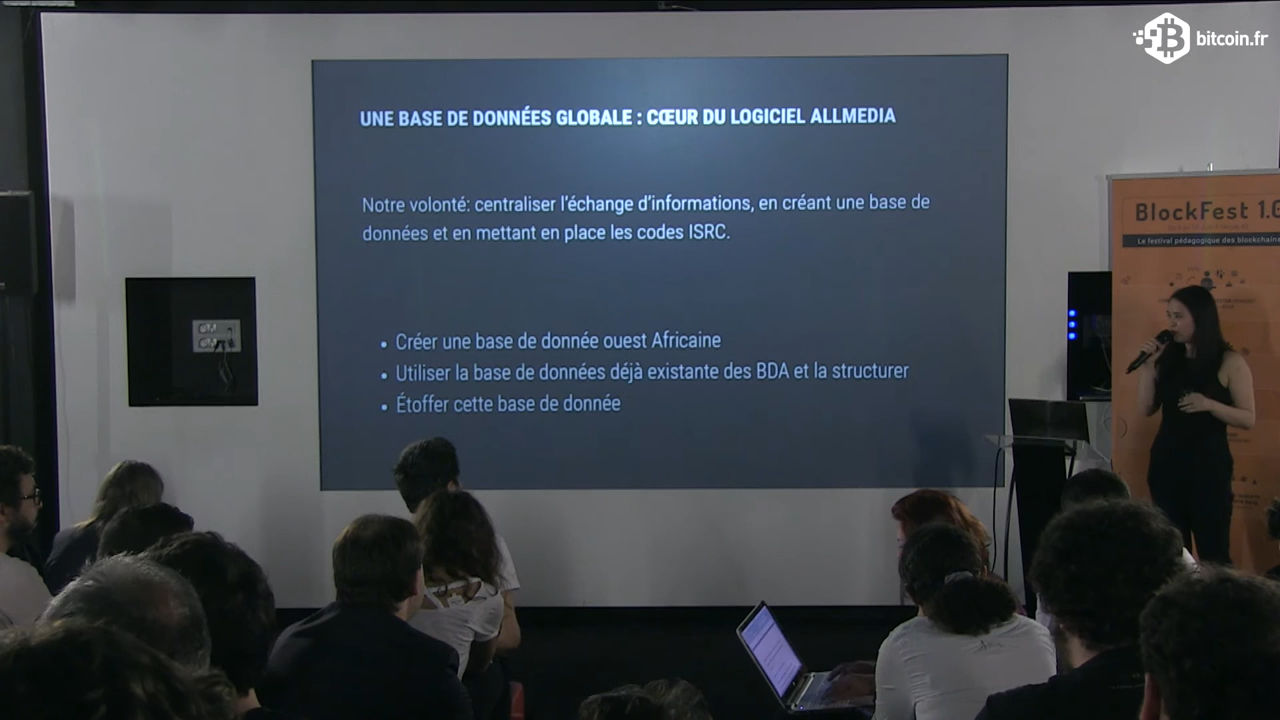 bitcoin.fr
UNE BASE DE DONNÉES GLOBALE : CŒUR DU LOGICIEL ALLMEDIA
Notre volonté: centraliser l'échange d'informations, en créant une base de
données et en mettant en place les codes ISRC.
• Créer une base de donnée ouest Africaine
• Utiliser la base de données déjà existante des BDA et la structurer
• Étoffer cette base de donnée
BlockFest 1.0
Le festival pédagogique des blockchains